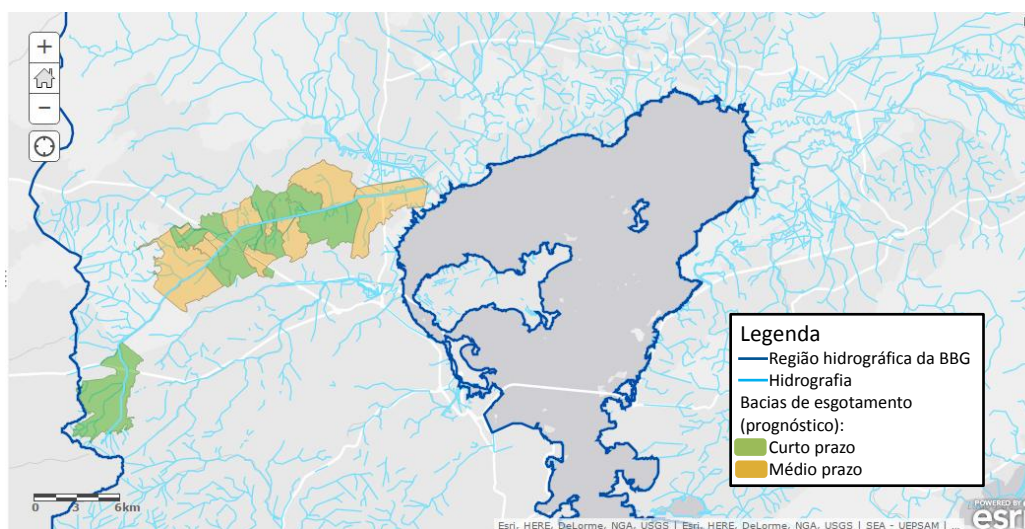 +
−
Legenda
Região hidrográfica da BBG
Hidrografia
Bacias de esgotamento
(prognóstico):
Curto prazo
Médio prazo
0 3 6km
Esri, HERE, DeLorme, NGA, USGS | Esri, HERE, DeLorme, NGA, USGS | SEA - UEPSAM | ...
POWERED BY
esri